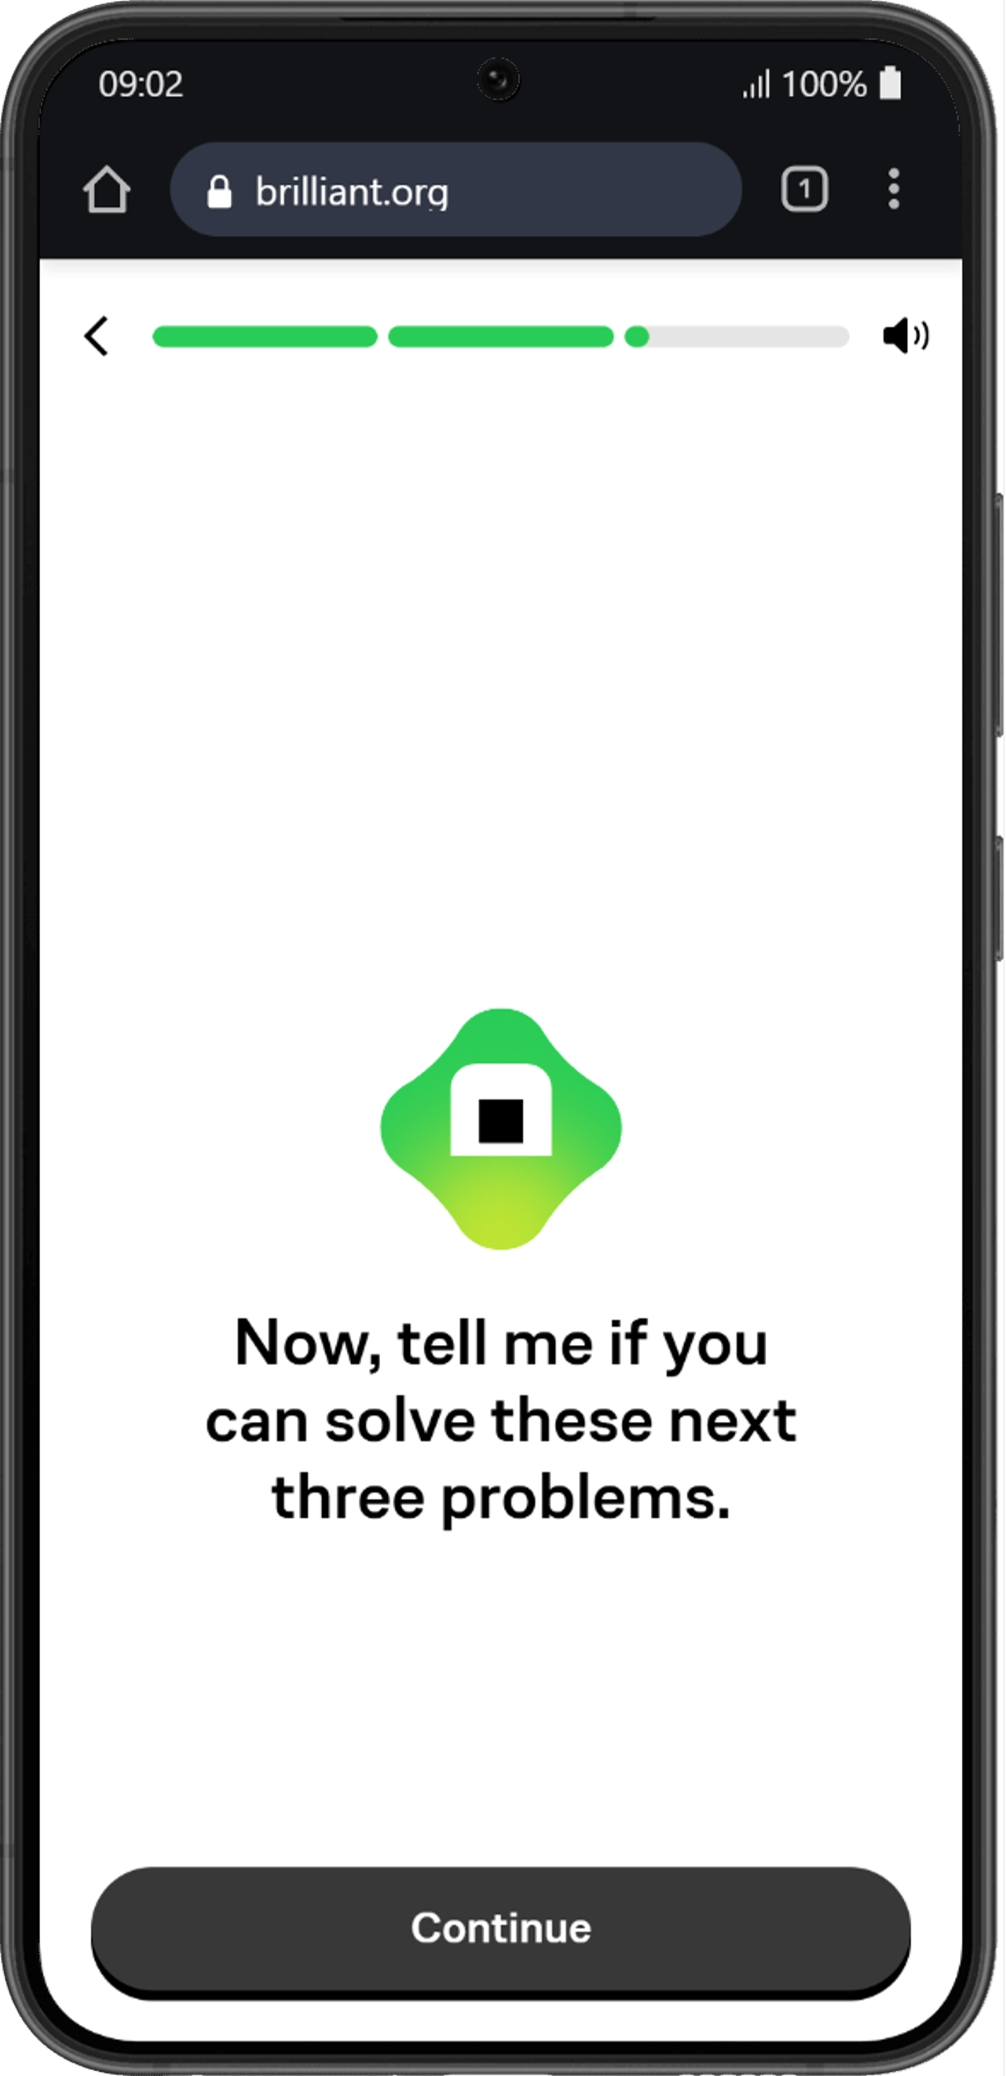 09:02 100%
brilliant.org 1
Now, tell me if you
can solve these next
three problems.
Continue